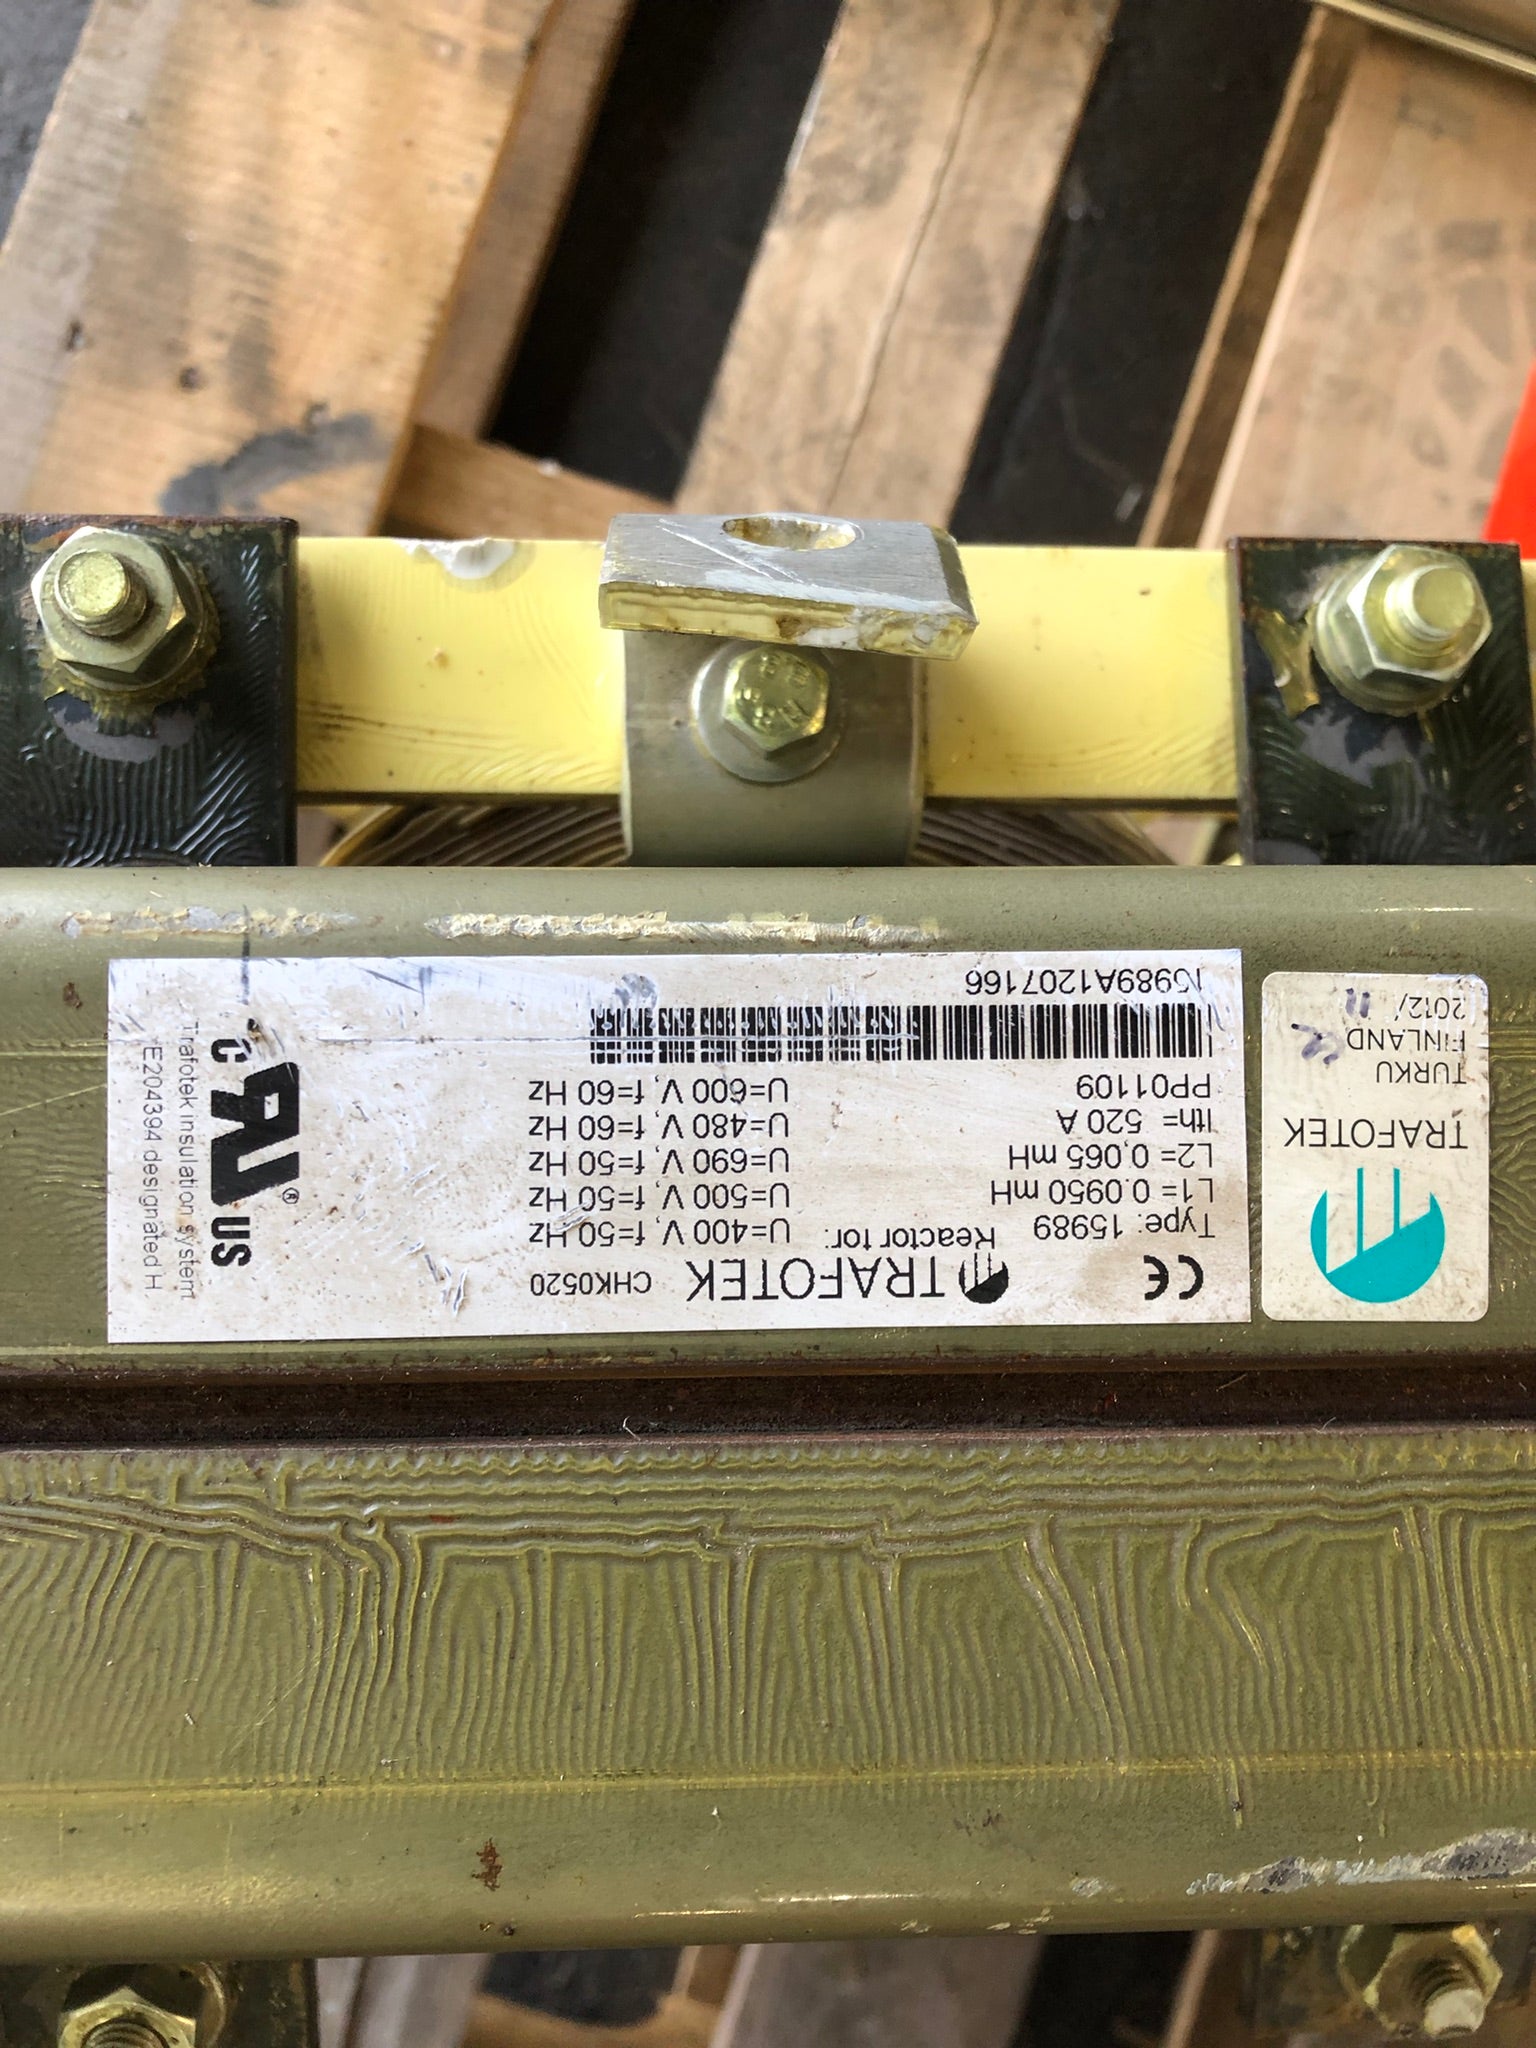 CE TRAFOTEK CHK0520
Type: 15989 Reactor for:
L1= 0.0950 mH
L2= 0,065 mH
Ith= 520 A
PP01109
U=400 V, f=50 Hz
U=500 V, f=50 Hz
U=690 V, f=50 Hz
U=480 V, f=60 Hz
U=600 V, f=60 Hz
15989A1207166
C UR® US
Trafotek insulation system
E204394 designated H
TRAFOTEK
TURKU
FINLAND
2012/ 11